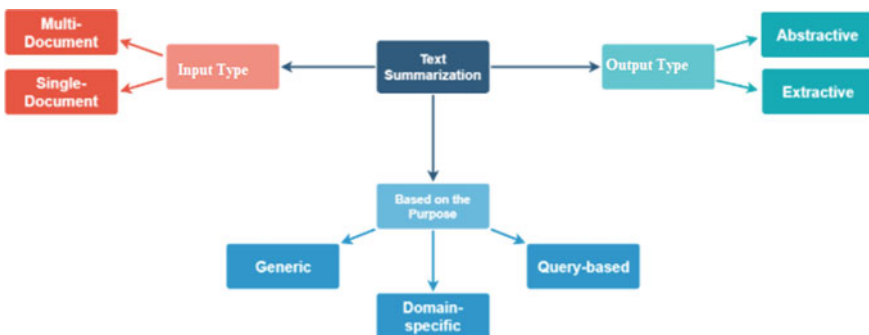 Multi-
Document
Single-
Document
Input Type
Text
Summarization
Output Type
Abstractive
Extractive
Based on the
Purpose
Generic
Domain-
specific
Query-based